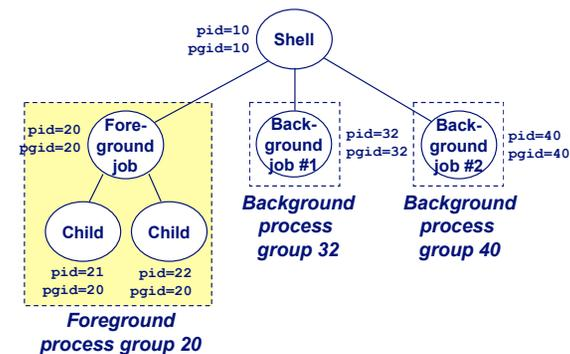 pid=10
pgid=10
Shell
pid=20
pgid=20
Fore-
ground
job
Back-
ground
job #1
pid=32
pgid=32
Back-
ground
job #2
pid=40
pgid=40
Child
Child
pid=21
pgid=20
pid=22
pgid=20
Background
process
group 32
Background
process
group 40
Foreground
process group 20